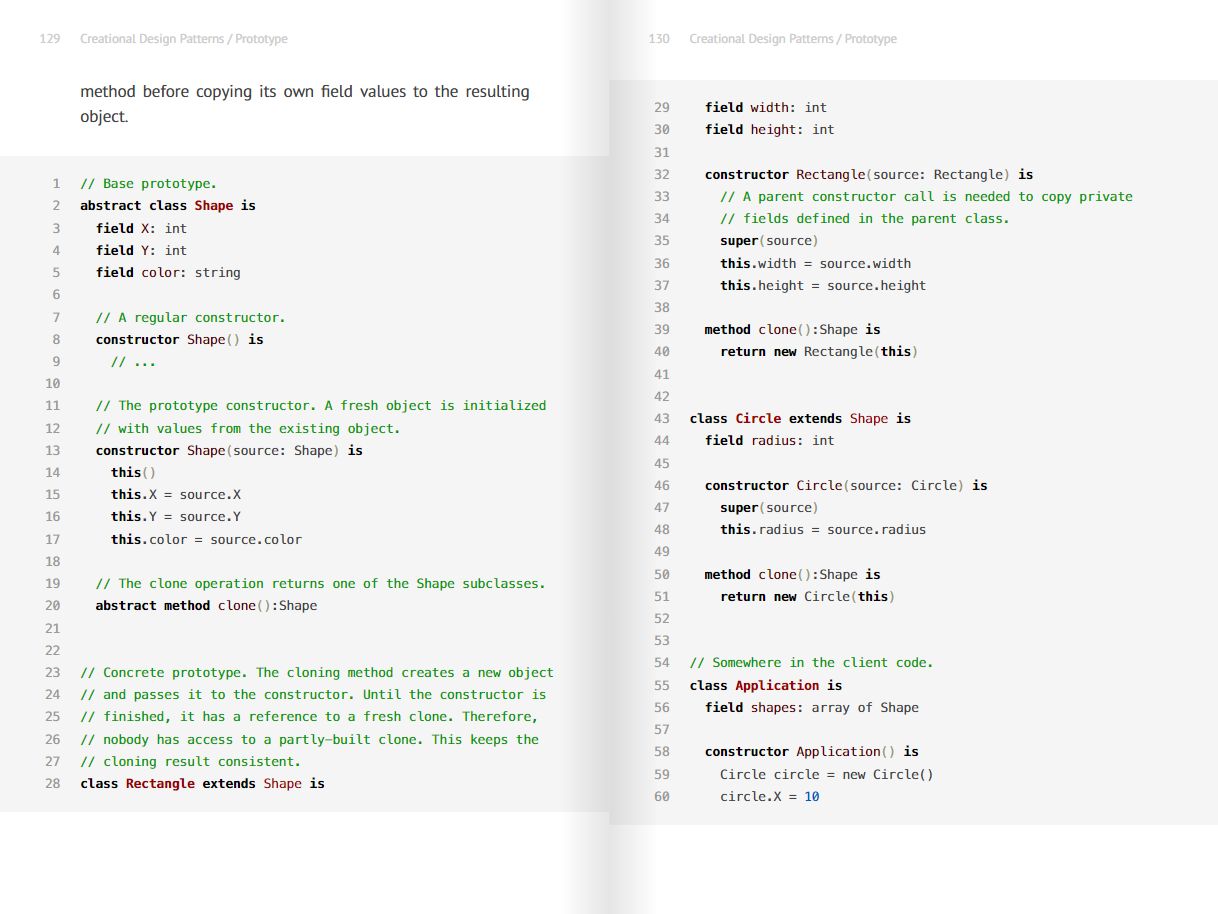 129 Creational Design Patterns / Prototype
method before copying its own field values to the resulting
object.
1 // Base prototype.
2 abstract class Shape is
3 field X: int
4 field Y: int
5 field color: string
6
7 // A regular constructor.
8 constructor Shape() is
9 // ...
10
11 // The prototype constructor. A fresh object is initialized
12 // with values from the existing object.
13 constructor Shape(source: Shape) is
14 this()
15 this.X = source.X
16 this.Y = source.Y
17 this.color = source.color
18
19 // The clone operation returns one of the Shape subclasses.
20 abstract method clone():Shape
21
22
23 // Concrete prototype. The cloning method creates a new object
24 // and passes it to the constructor. Until the constructor is
25 // finished, it has a reference to a fresh clone. Therefore,
26 // nobody has access to a partly-built clone. This keeps the
27 // cloning result consistent.
28 class Rectangle extends Shape is
130 Creational Design Patterns / Prototype
29 field width: int
30 field height: int
31
32 constructor Rectangle(source: Rectangle) is
33 // A parent constructor call is needed to copy private
34 // fields defined in the parent class.
35 super(source)
36 this.width = source.width
37 this.height = source.height
38
39 method clone():Shape is
40 return new Rectangle(this)
41
42
43 class Circle extends Shape is
44 field radius: int
45
46 constructor Circle(source: Circle) is
47 super(source)
48 this.radius = source.radius
49
50 method clone():Shape is
51 return new Circle(this)
52
53
54 // Somewhere in the client code.
55 class Application is
56 field shapes: array of Shape
57
58 constructor Application() is
59 Circle circle = new Circle()
60 circle.X = 10